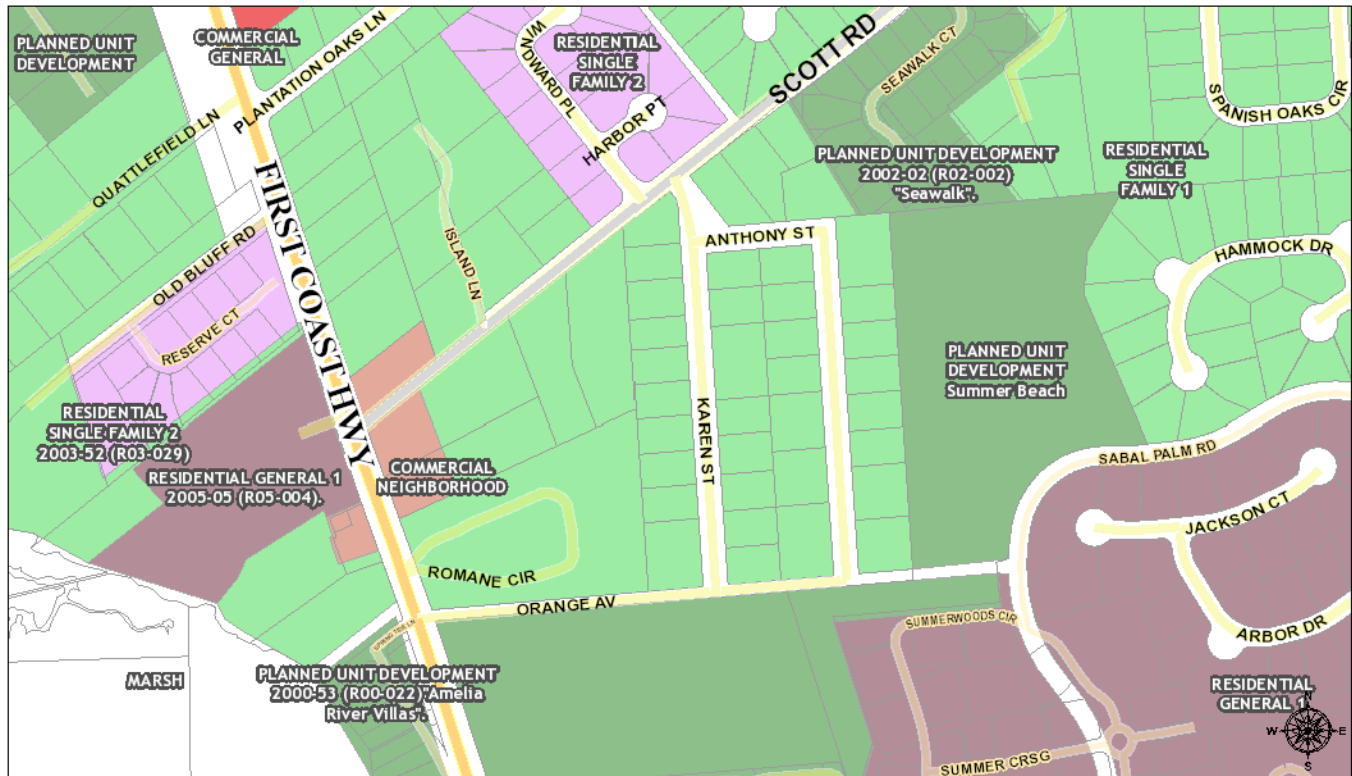 PLANNED UNIT
DEVELOPMENT
COMMERCIAL
GENERAL
PLANTATION OAKS LN
QUATTLEFIELD LN
WINDWARD PL
RESIDENTIAL
SINGLE
FAMILY 2
HARBOR PT
SCOTT RD
SEAWALK CT
SPANISH OAKS CIR
PLANNED UNIT DEVELOPMENT
2002-02 (R02-002)
"Seawalk".
RESIDENTIAL
SINGLE
FAMILY 1
FIRST COAST HWY
OLD BLUFF RD
ISLAND LN
ANTHONY ST
HAMMOCK DR
RESERVE CT
PLANNED UNIT
DEVELOPMENT
Summer Beach
RESIDENTIAL
SINGLE FAMILY 2
2003-52 (R03-029)
RESIDENTIAL GENERAL 1
2005-05 (R05-004).
COMMERCIAL
NEIGHBORHOOD
KAREN ST
SABAL PALM RD
JACKSON CT
ROMANE CIR
ORANGE AV
SUMMERWOODS CIR
ARBOR DR
SPRING TIDE LN
MARSH
PLANNED UNIT DEVELOPMENT
2000-53 (R00-022) "Amelia
River Villas".
RESIDENTIAL
GENERAL 1
SUMMER CRSG
N
W
E
S